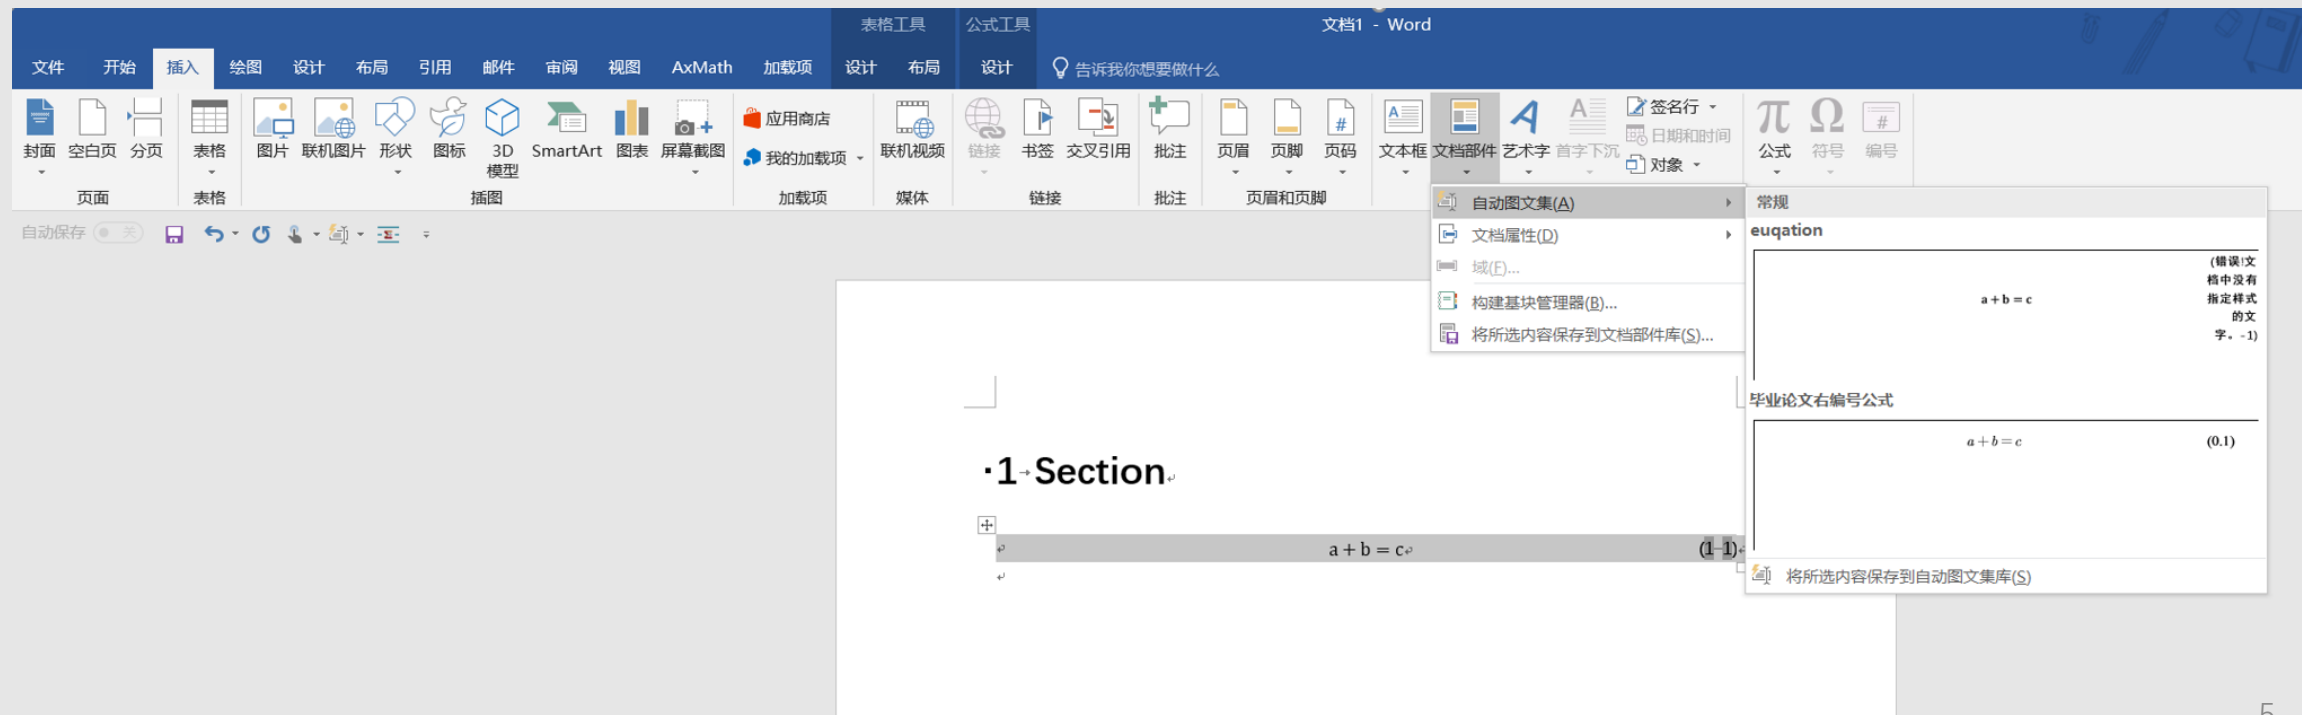 表格工具 公式工具 文档1 - Word
文件 开始 插入 绘图 设计 布局 引用 邮件 审阅 视图 AxMath 加载项 设计 布局 设计 告诉我你想要做什么
封面 空白页 分页 表格 图片 联机图片 形状 图标 3D 模型 SmartArt 图表 屏幕截图 应用商店 我的加载项 联机视频 链接 书签 交叉引用 批注 页眉 页脚 页码 文本框 文档部件 艺术字 首字下沉 签名行 日期和时间 对象 公式 符号 编号
页面 表格 插图 加载项 媒体 链接 批注 页眉和页脚
自动保存 关
自动图文集(A)
文档属性(D)
域(F)...
构建基块管理器(B)...
将所选内容保存到文档部件库(S)...
常规
euqation
a + b = c
(错误!文
档中没有
指定样式
的文
字。-1)
毕业论文右编号公式
a + b = c (0.1)
将所选内容保存到自动图文集库(S)
1 Section
a + b = c (1-1)
5